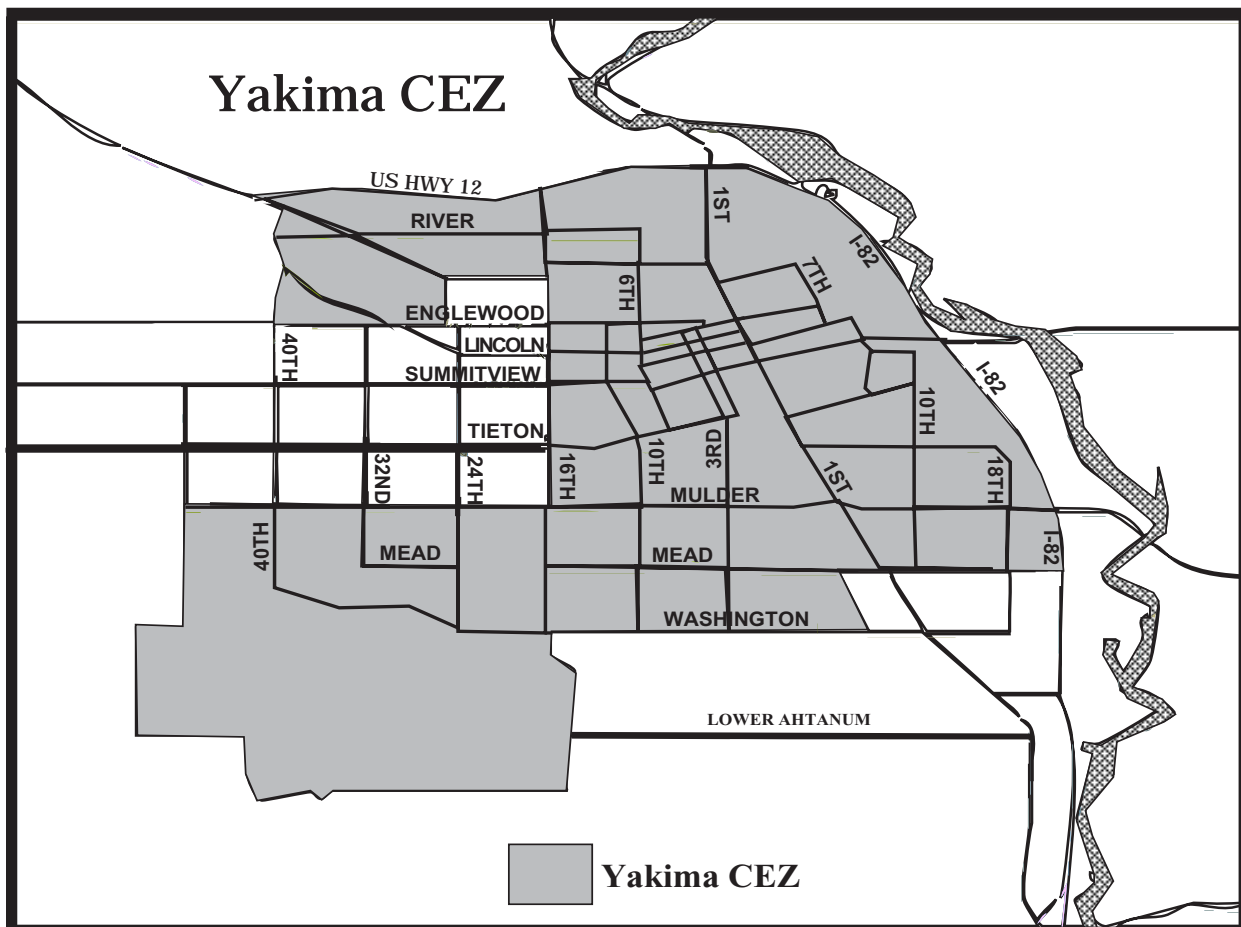 Yakima CEZ
US HWY 12
1ST
RIVER
I-82
7TH
6TH
ENGLEWOOD
LINCOLN
40TH
SUMMITVIEW
I-82
10TH
TIETON
32ND
24TH
16TH
10TH
3RD
1ST
18TH
MULDER
40TH
MEAD
MEAD
I-82
WASHINGTON
LOWER AHTANUM
Yakima CEZ